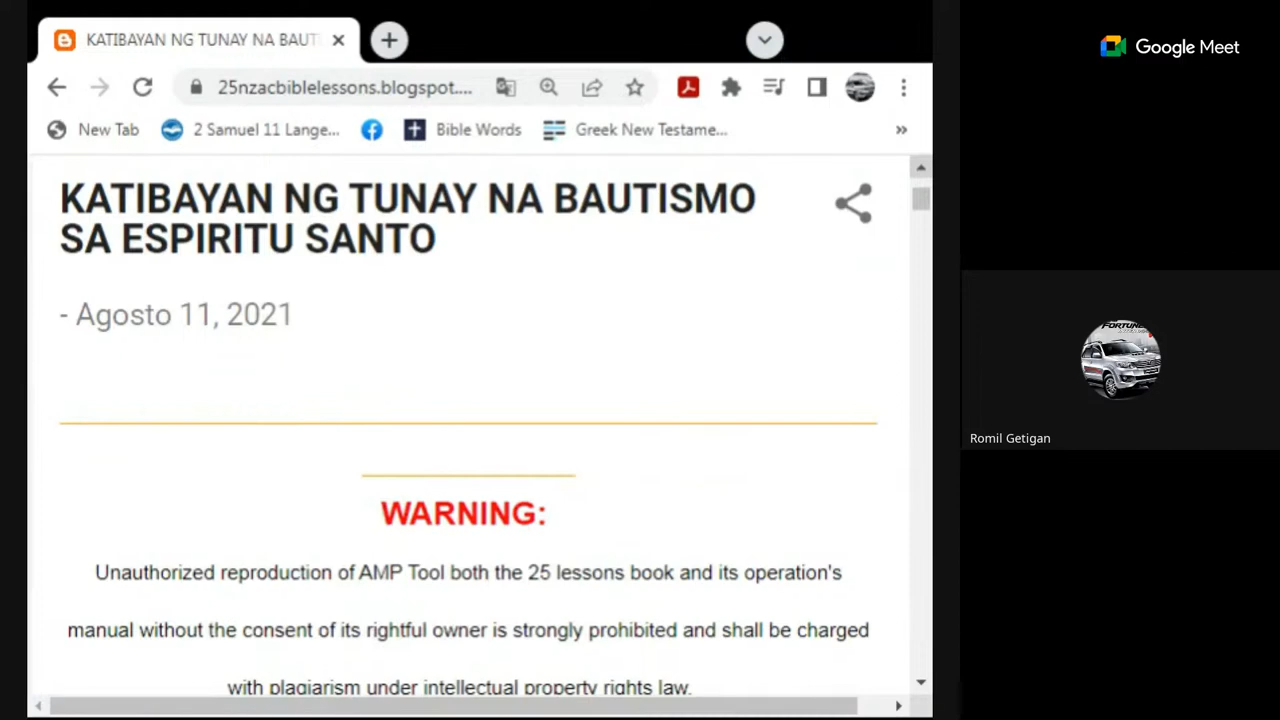 KATIBAYAN NG TUNAY NA BAUT
Google Meet
25nzacbiblelessons.blogspot....
New Tab
2 Samuel 11 Lange...
Bible Words
Greek New Testame...
»
KATIBAYAN NG TUNAY NA BAUTISMO
SA ESPIRITU SANTO
- Agosto 11, 2021
WARNING:
Unauthorized reproduction of AMP Tool both the 25 lessons book and its operation's
manual without the consent of its rightful owner is strongly prohibited and shall be charged
with plagiarism under intellectual property rights law.
FORTUNER
Romil Getigan